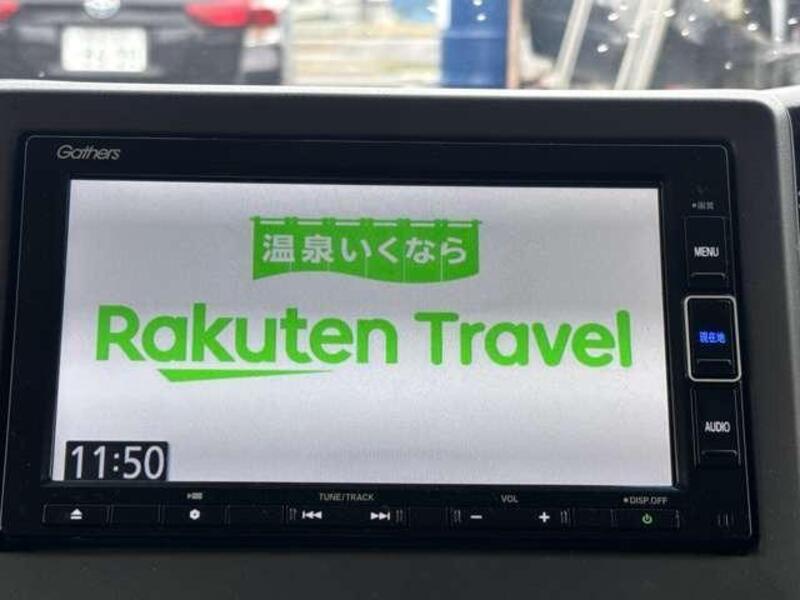 Gathers
温泉いくなら
Rakuten Travel
11:50
MENU
現在地
AUDIO
TUNE/TRACK
VOL
DISP.OFF